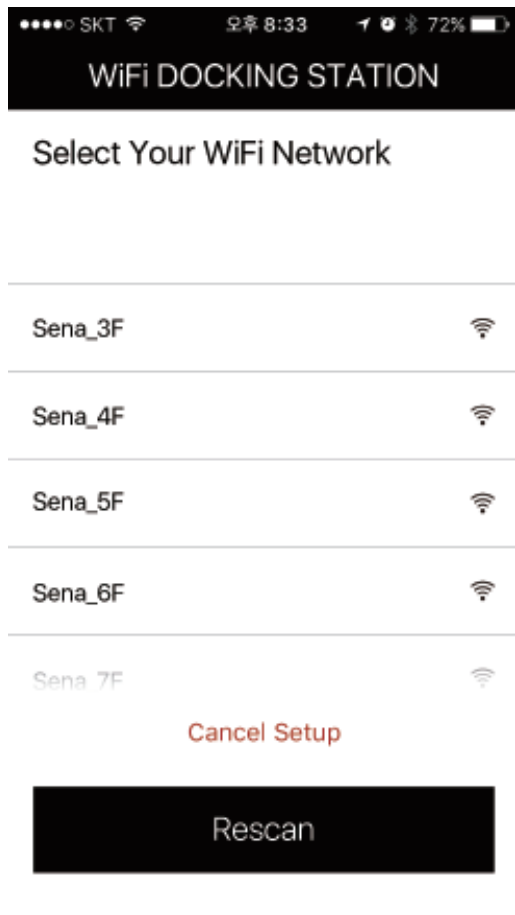 SKT 오후 8:33 72%
WiFi DOCKING STATION
Select Your WiFi Network
Sena_3F
Sena_4F
Sena_5F
Sena_6F
Sena_7F
Cancel Setup
Rescan